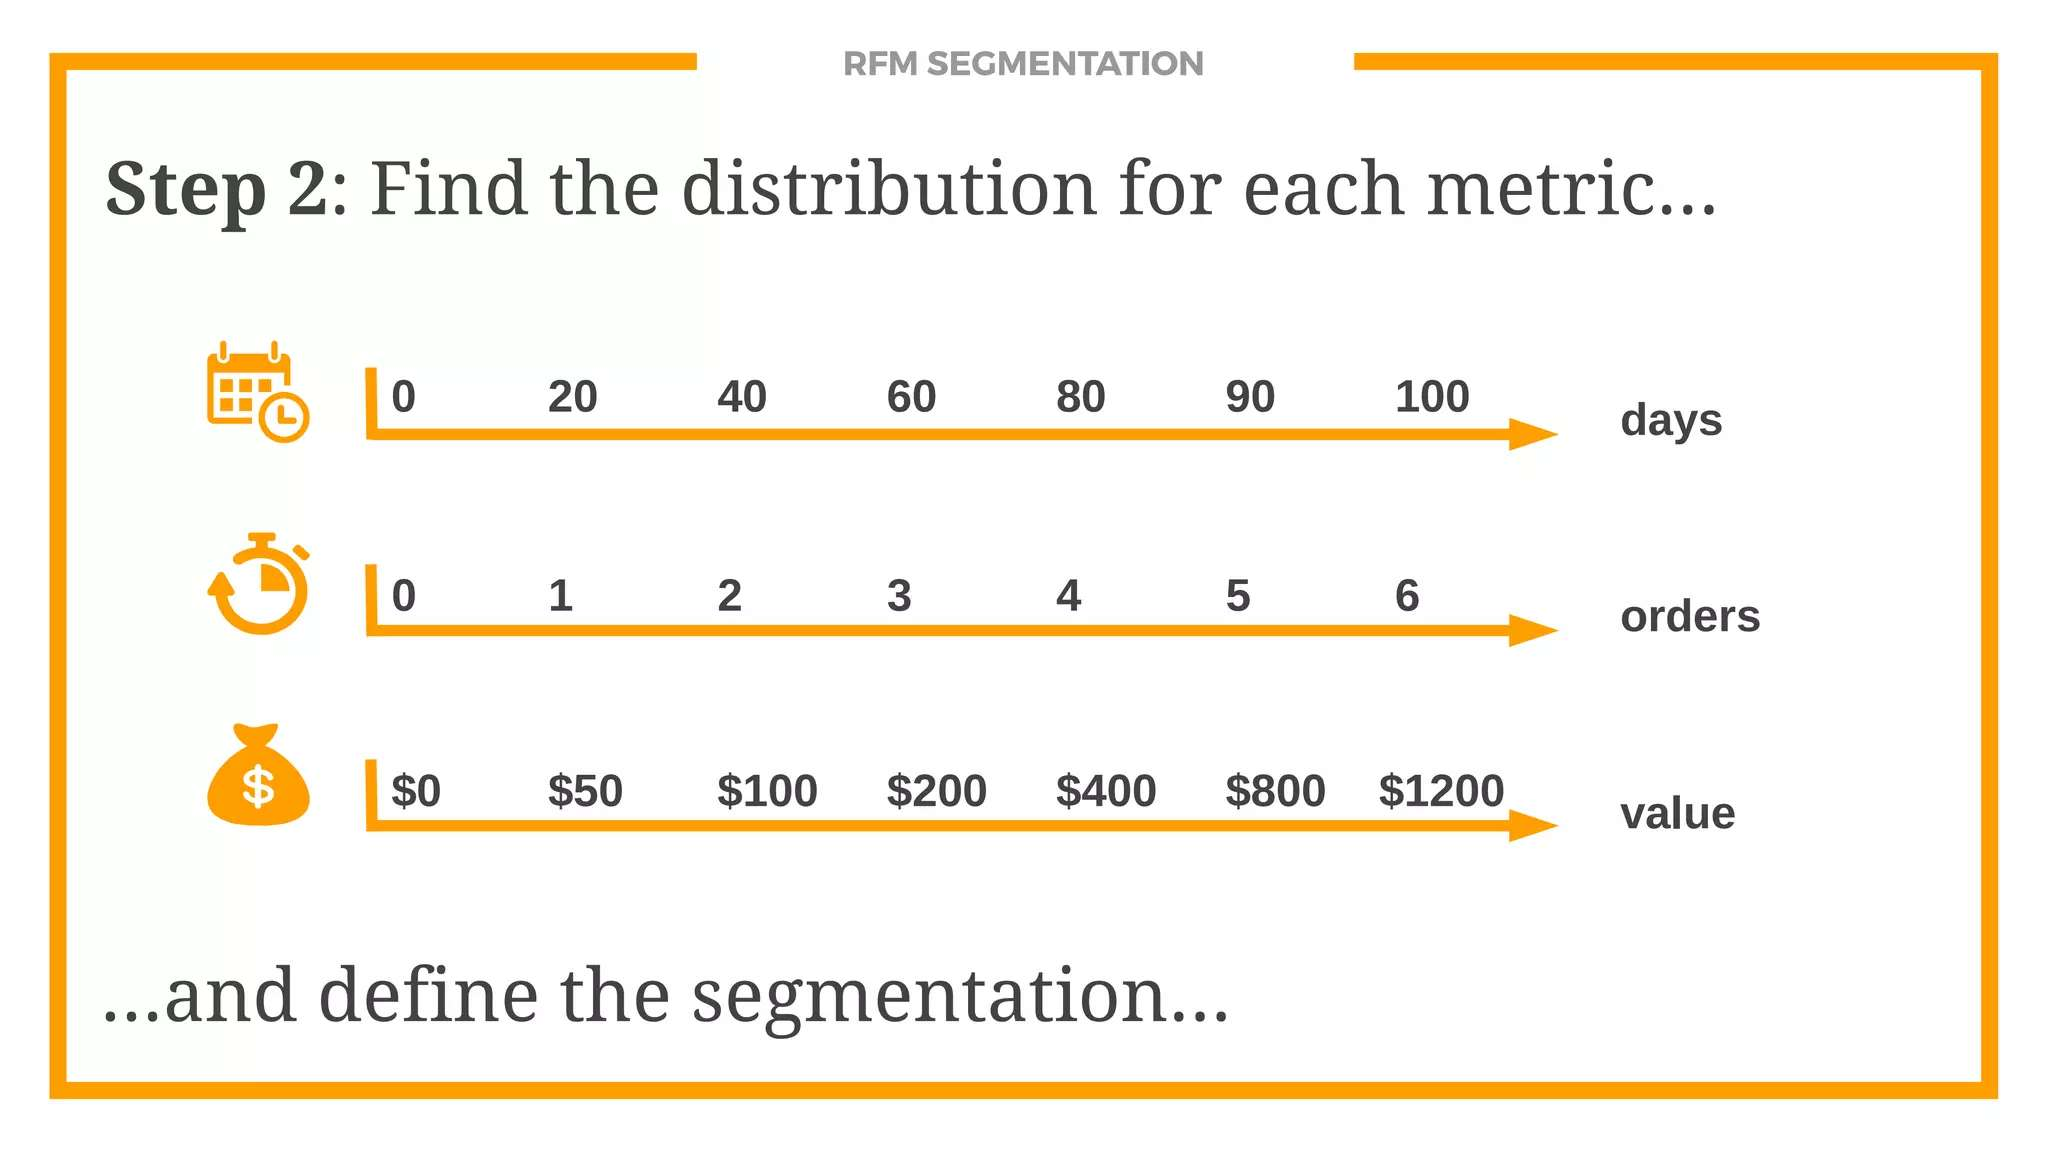 RFM SEGMENTATION
Step 2: Find the distribution for each metric...
0 20 40 60 80 90 100 days
0 1 2 3 4 5 6 orders
$ $0 $50 $100 $200 $400 $800 $1200 value
...and define the segmentation...